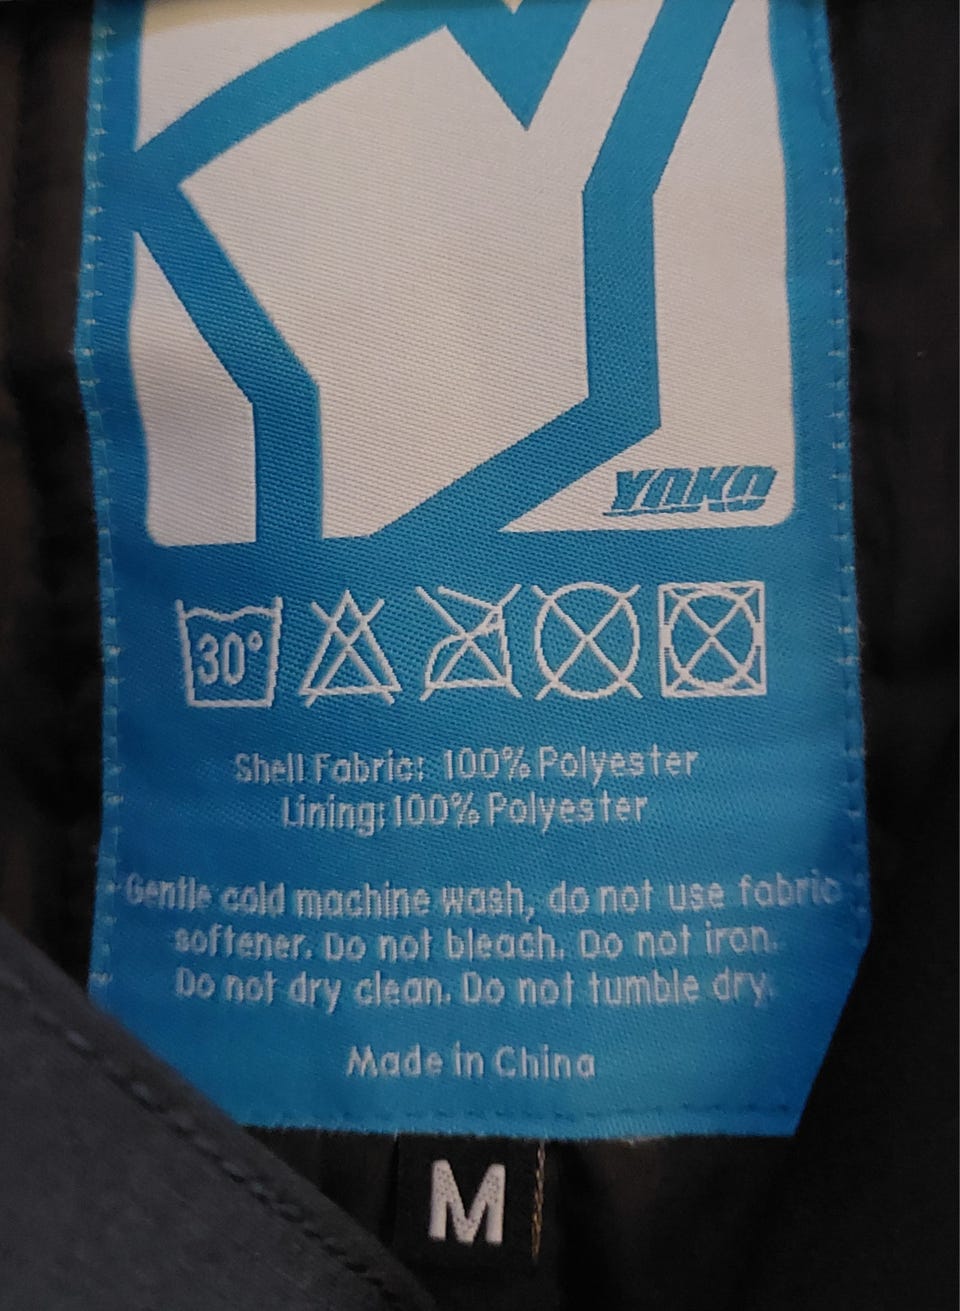 YOKO
30°
Shell Fabric: 100% Polyester
Lining: 100% Polyester
Gentle cold machine wash, do not use fabric
softener. Do not bleach. Do not iron.
Do not dry clean. Do not tumble dry.
Made in China
M